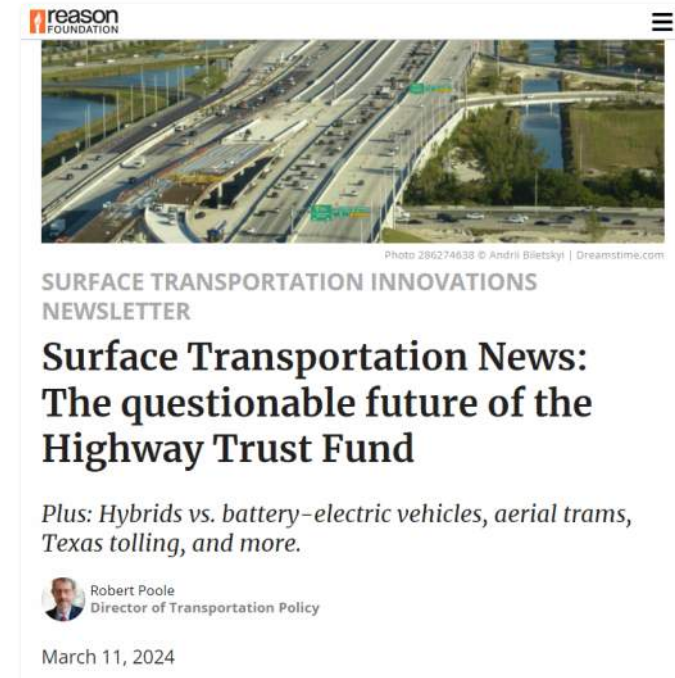 reason
FOUNDATION
Photo 286274638 © Andrii Biletskyi | Dreamstime.com
SURFACE TRANSPORTATION INNOVATIONS
NEWSLETTER
Surface Transportation News:
The questionable future of the
Highway Trust Fund
Plus: Hybrids vs. battery-electric vehicles, aerial trams,
Texas tolling, and more.
Robert Poole
Director of Transportation Policy
March 11, 2024